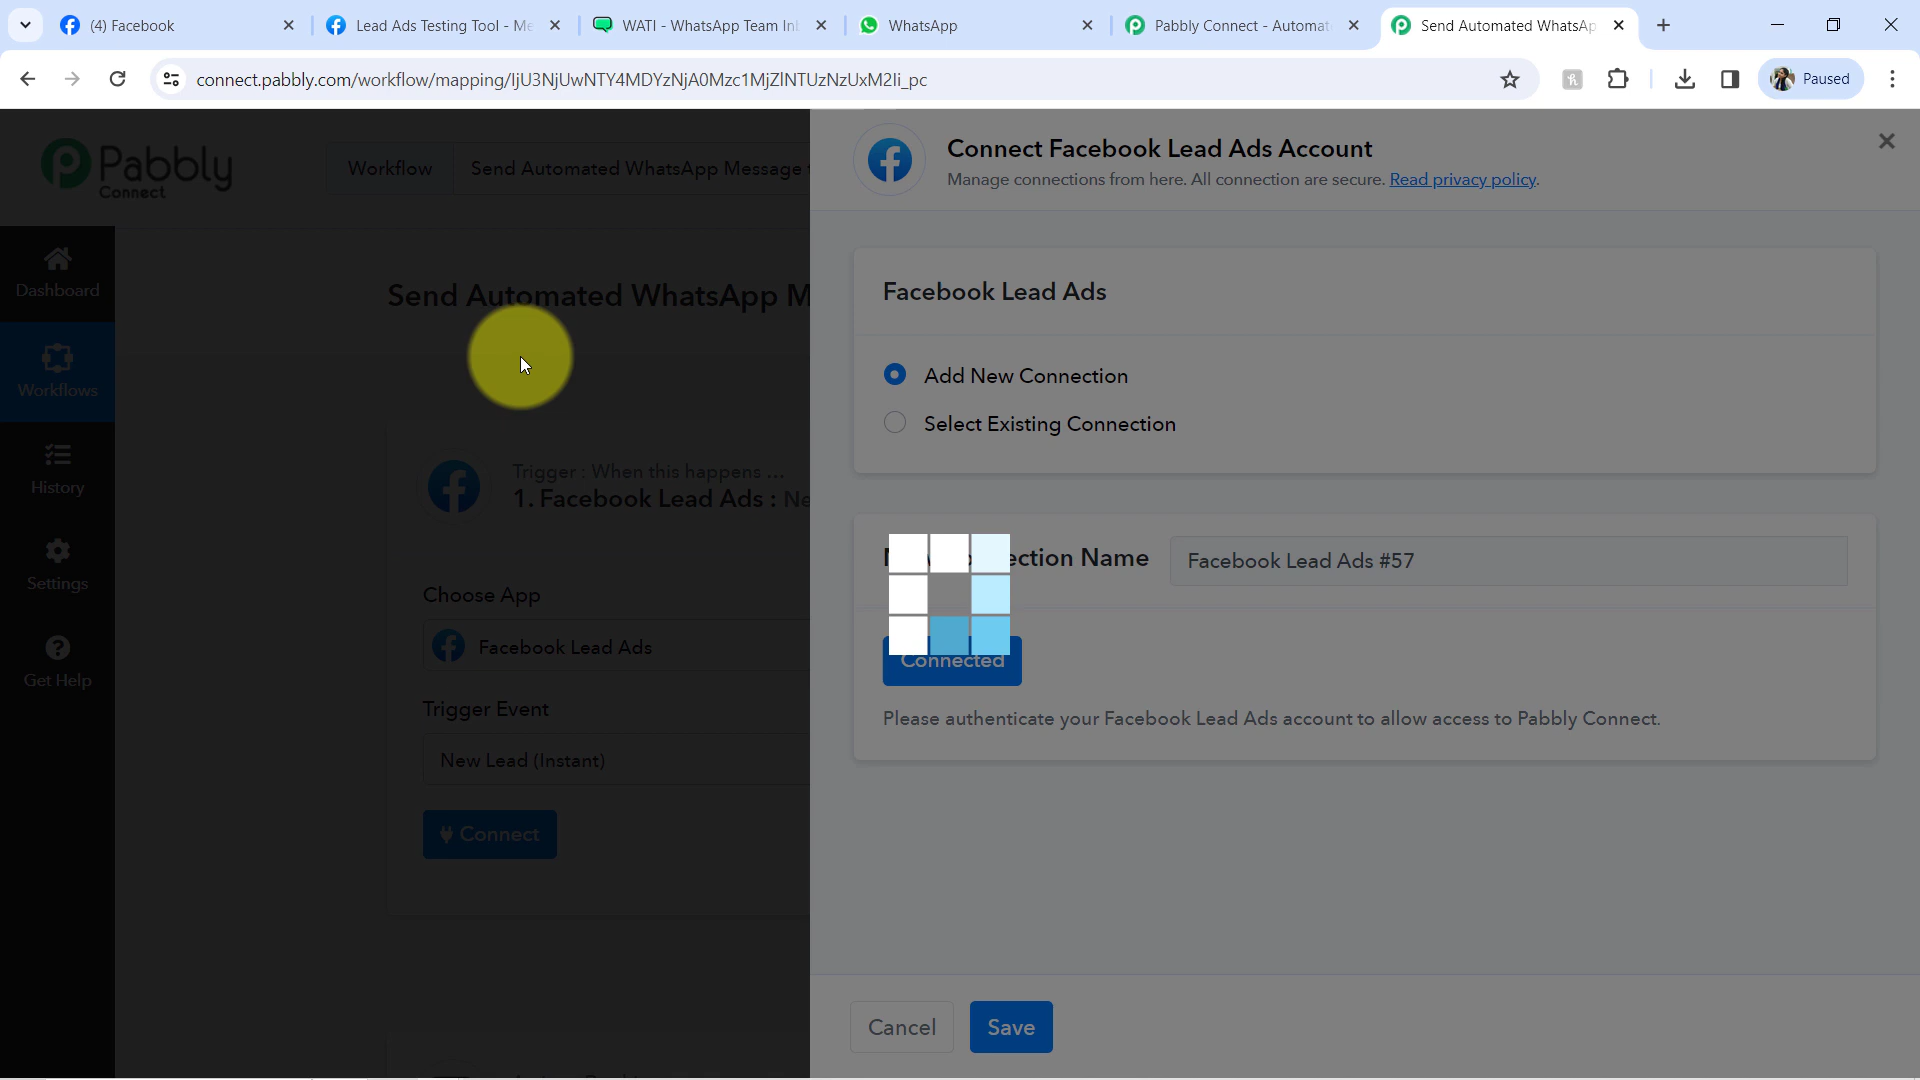 (4) Facebook
Lead Ads Testing Tool - Me
WATI - WhatsApp Team Int
WhatsApp
Pabbly Connect - Automat
Send Automated WhatsAp
connect.pabbly.com/workflow/mapping/IjU3NjUwNTY4MDYzNjA0Mzc1MjZlNTUzNzUxM2Ii_pc
Paused
Pabbly
Connect
Workflow
Send Automated WhatsApp Message
Connect Facebook Lead Ads Account
Manage connections from here. All connection are secure. Read privacy policy.
Dashboard
Workflows
History
Settings
Get Help
Send Automated WhatsApp M
Trigger : When this happens ...
1. Facebook Lead Ads : Ne
Choose App
Facebook Lead Ads
Trigger Event
New Lead (Instant)
Connect
Facebook Lead Ads
Add New Connection
Select Existing Connection
ection Name
Facebook Lead Ads #57
Connected
Please authenticate your Facebook Lead Ads account to allow access to Pabbly Connect.
Cancel
Save